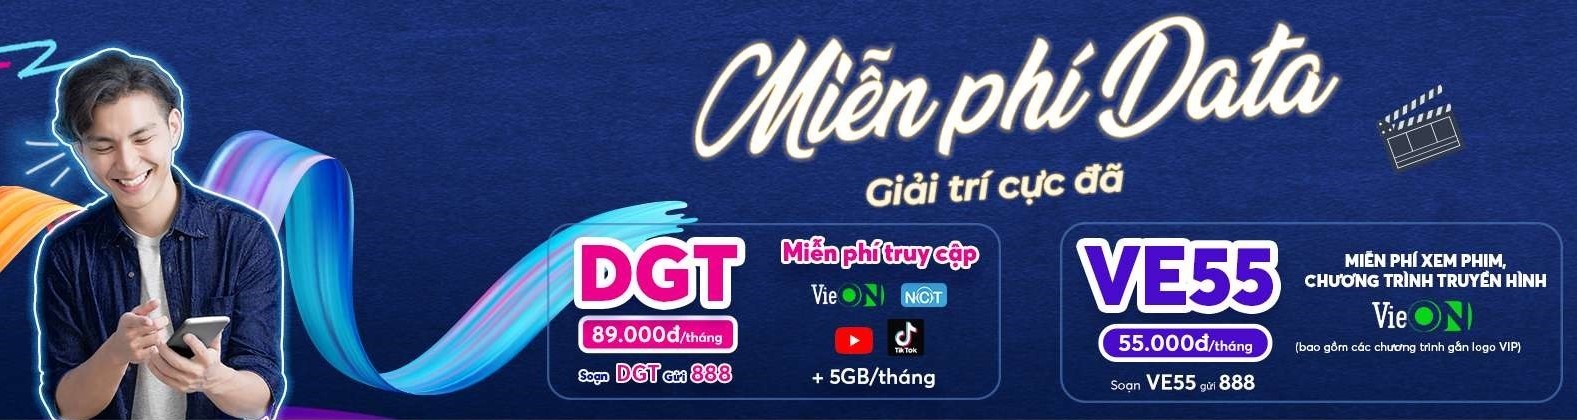 Miễn phí Data
Giải trí cực đã
DGT
89.000đ/tháng
Soạn DGT Gửi 888
Miễn phí truy cập
VieON NCT
TikTok
+ 5GB/tháng
VE55
55.000đ/tháng
Soạn VE55 gửi 888
MIỄN PHÍ XEM PHIM,
CHƯƠNG TRÌNH TRUYỀN HÌNH
VieON
(bao gồm các chương trình gắn logo VIP)